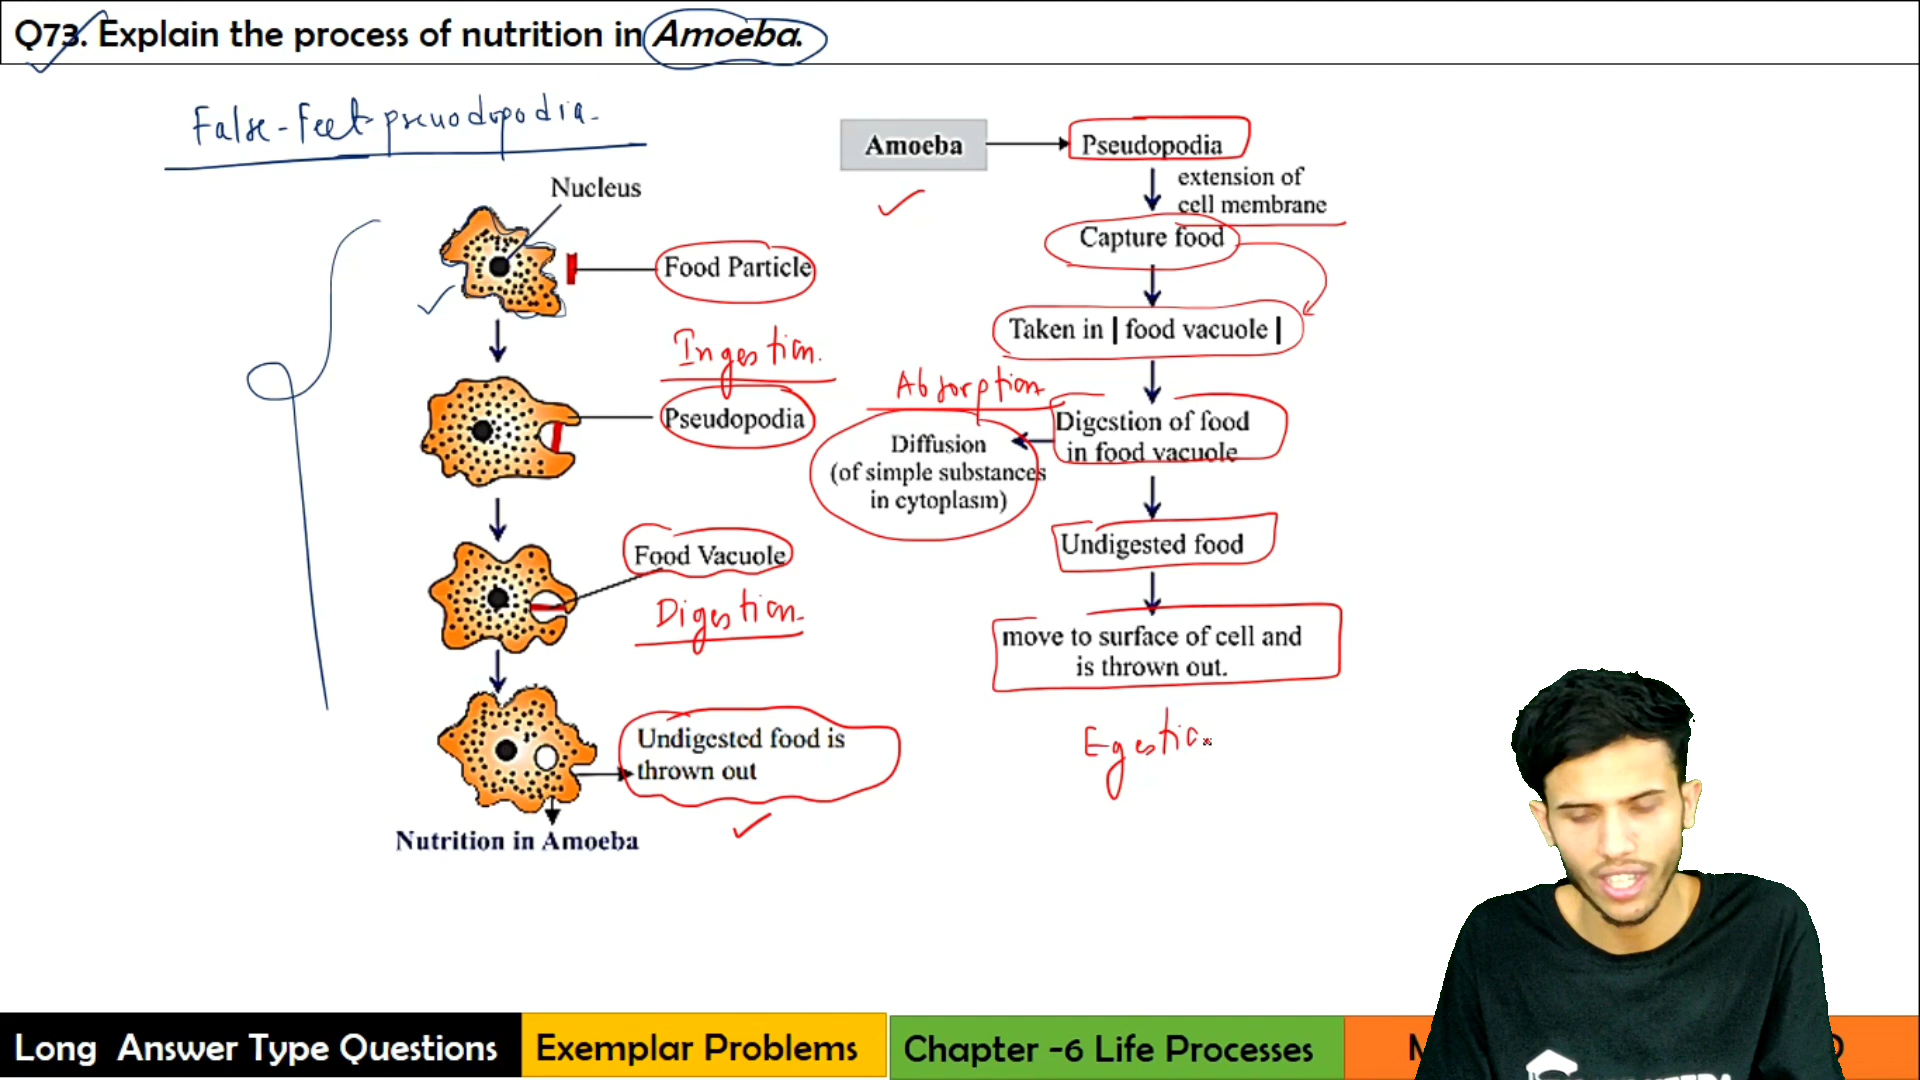 Q73. Explain the process of nutrition in Amoeba.
False-Feet-pseuodopodia.
Nucleus
Food Particle
Ingestion.
Pseudopodia
Food Vacuole
Digestion.
Undigested food is
thrown out
Nutrition in Amoeba
Amoeba
Pseudopodia
extension of
cell membrane
Capture food
Taken in | food vacuole |
Absorption
Digestion of food
in food vacuole
Diffusion
(of simple substances
in cytoplasm)
Undigested food
move to surface of cell and
is thrown out.
Egestio
Long Answer Type Questions
Exemplar Problems
Chapter -6 Life Processes